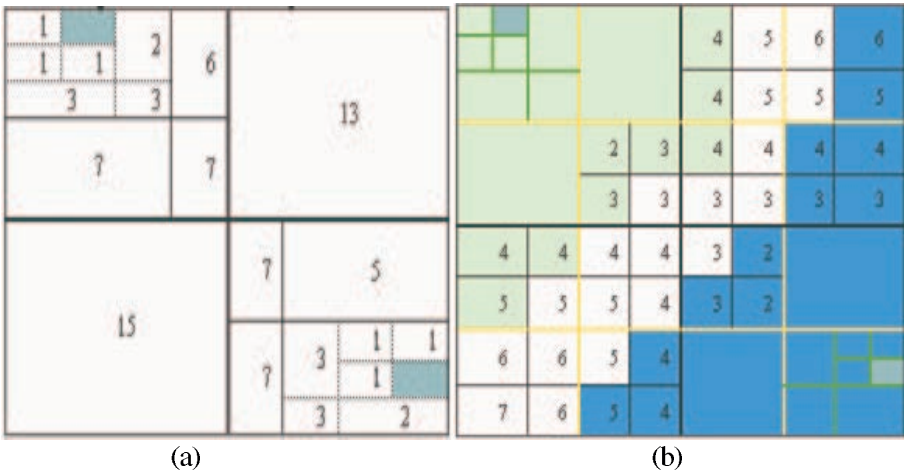 1 2 6 13
1 1
3 3
7 7
15 7 5
7 3 1 1
1
3 2
4 5 6 6
4 5 5 5
2 3 4 4 4 4
3 3 3 3 3 3
4 4 4 4 3 2
5 5 5 4 3 2
6 6 5 4
7 6 5 4
(a) (b)